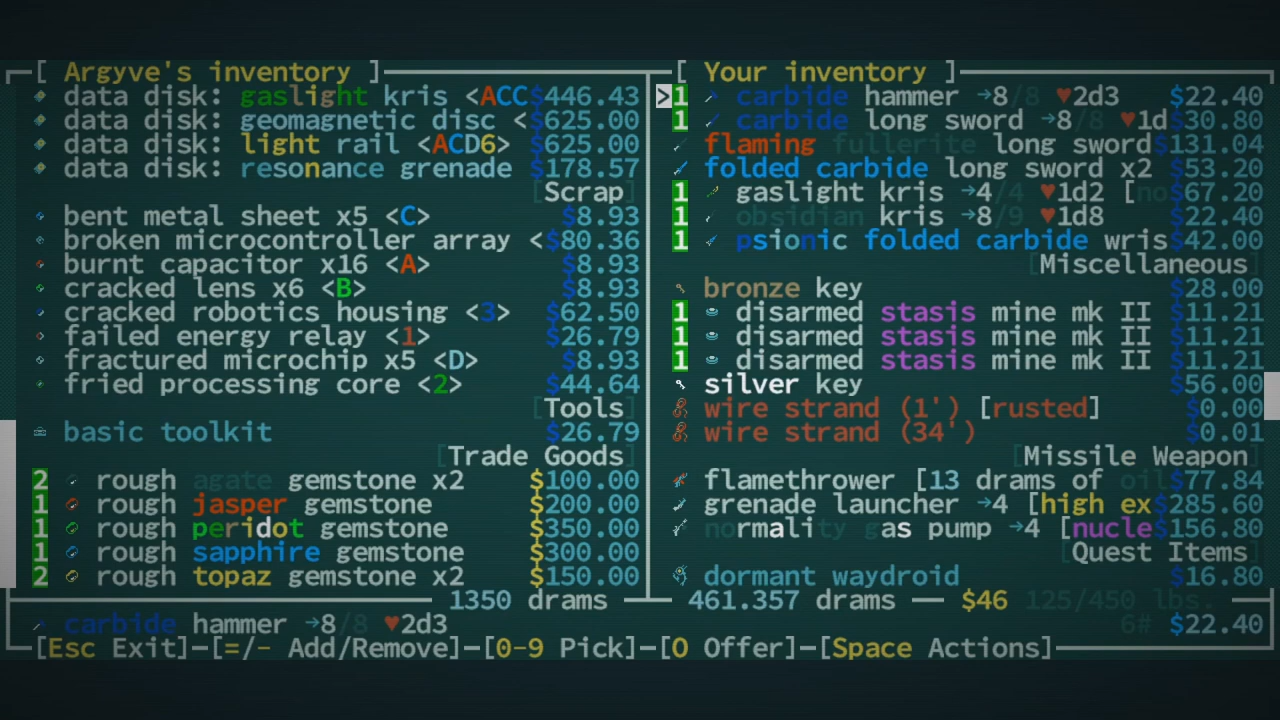 [ Argyve's inventory ]
data disk: gaslight kris <ACC $446.43
data disk: geomagnetic disc < $625.00
data disk: light rail <ACD6> $625.00
data disk: resonance grenade $178.57
[Scrap]
bent metal sheet x5 <C> $8.93
broken microcontroller array < $80.36
burnt capacitor x16 <A> $8.93
cracked lens x6 <B> $8.93
cracked robotics housing <3> $62.50
failed energy relay <1> $26.79
fractured microchip x5 <D> $8.93
fried processing core <2> $44.64
[Tools]
basic toolkit $26.79
[Trade Goods]
2 rough agate gemstone x2 $100.00
1 rough jasper gemstone $200.00
1 rough peridot gemstone $350.00
1 rough sapphire gemstone $300.00
2 rough topaz gemstone x2 $150.00
1350 drams
[ Your inventory ]
>1 carbide hammer →8/8 ♥2d3 $22.40
1 carbide long sword →8/8 ♥1d $30.80
flaming fullerite long sword $131.04
folded carbide long sword x2 $53.20
1 gaslight kris →4/4 ♥1d2 [no $67.20
1 obsidian kris →8/9 ♥1d8 $22.40
1 psionic folded carbide wris $42.00
[Miscellaneous]
bronze key $28.00
1 disarmed stasis mine mk II $11.21
1 disarmed stasis mine mk II $11.21
1 disarmed stasis mine mk II $11.21
silver key $56.00
wire strand (1') [rusted] $0.00
wire strand (34') $0.01
[Missile Weapon]
flamethrower [13 drams of oil $77.84
grenade launcher →4 [high ex $285.60
normality gas pump →4 [nucle $156.80
[Quest Items]
dormant waydroid $16.80
461.357 drams — $46 125/450 lbs.
carbide hammer →8/8 ♥2d3 6# $22.40
[Esc Exit]—[=/- Add/Remove]—[0-9 Pick]—[O Offer]—[Space Actions]